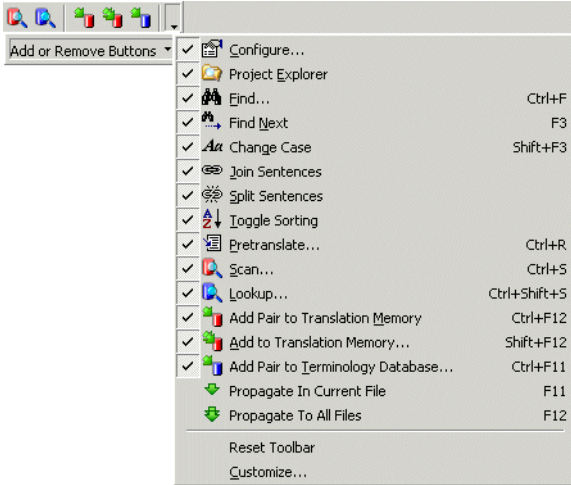 Add or Remove Buttons
Configure...
Project Explorer
Find... Ctrl+F
Find Next F3
Aa Change Case Shift+F3
Join Sentences
Split Sentences
A Z Toggle Sorting
Pretranslate... Ctrl+R
Scan... Ctrl+S
Lookup... Ctrl+Shift+S
Add Pair to Translation Memory Ctrl+F12
Add to Translation Memory... Shift+F12
Add Pair to Terminology Database... Ctrl+F11
Propagate In Current File F11
Propagate To All Files F12
Reset Toolbar
Customize...